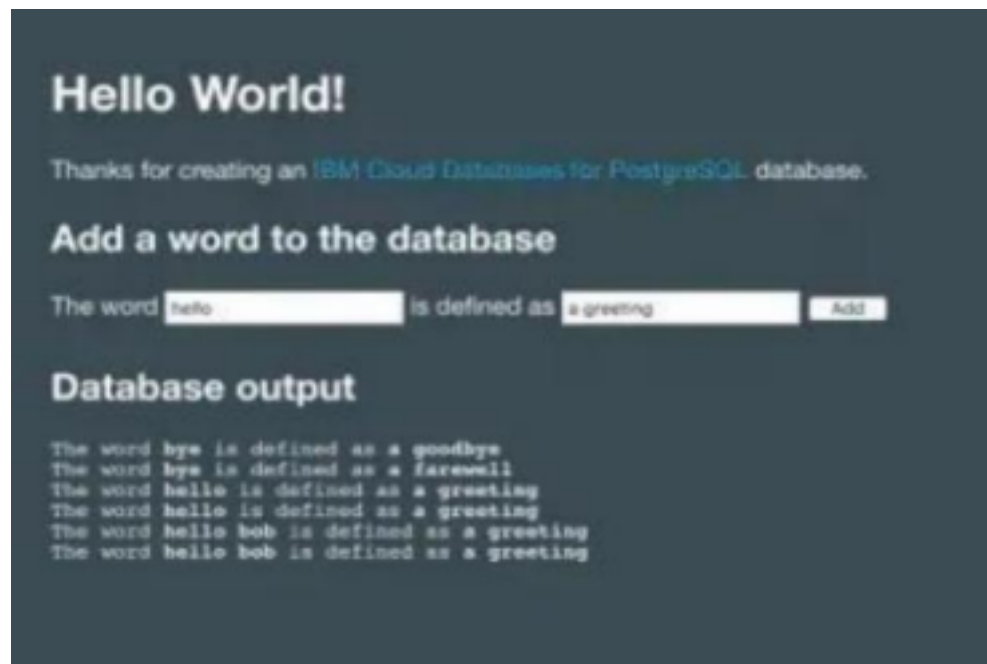 Hello World!
Thanks for creating an IBM Cloud Databases for PostgreSQL database.
Add a word to the database
The word hello is defined as a greeting Add
Database output
The word bye is defined as a goodbye
The word bye is defined as a farewell
The word hello is defined as a greeting
The word hello is defined as a greeting
The word hello bob is defined as a greeting
The word hello bob is defined as a greeting